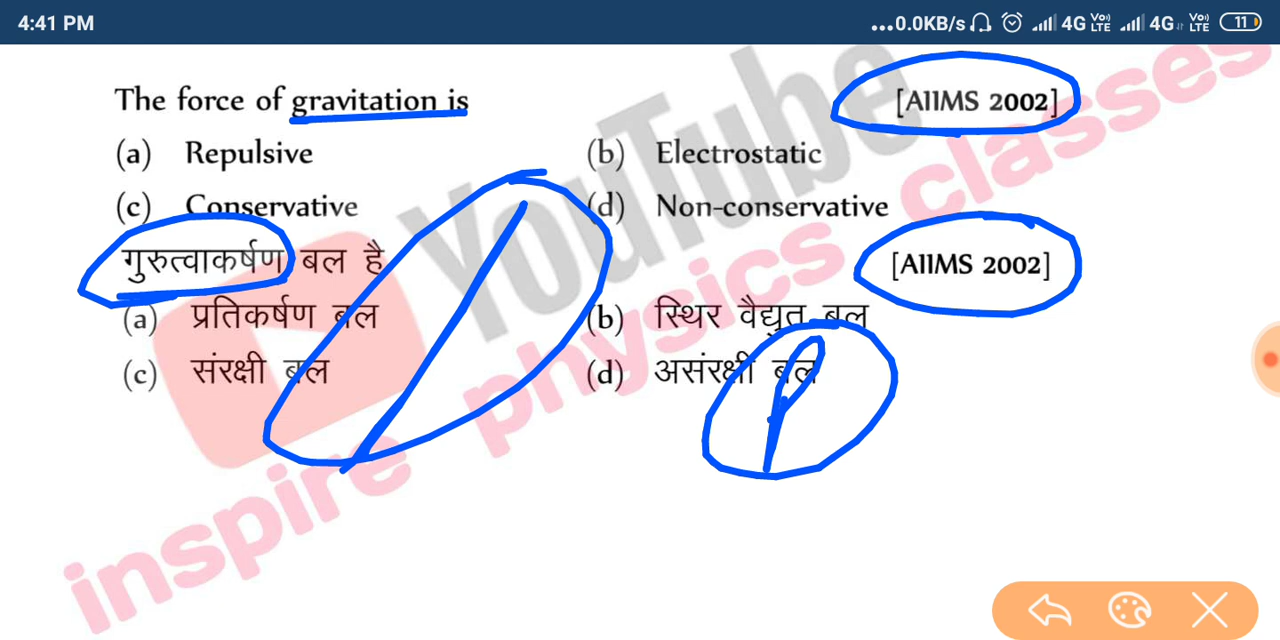 4:41 PM ...0.0KB/s 4G VoLTE 4G VoLTE 11
The force of gravitation is [AIIMS 2002]
(a) Repulsive (b) Electrostatic
(c) Conservative (d) Non-conservative
गुरुत्वाकर्षण बल है [AIIMS 2002]
(a) प्रतिकर्षण बल (b) स्थिर वैद्युत बल
(c) संरक्षी बल (d) असंरक्षी बल
YouTube
inspire physics classes